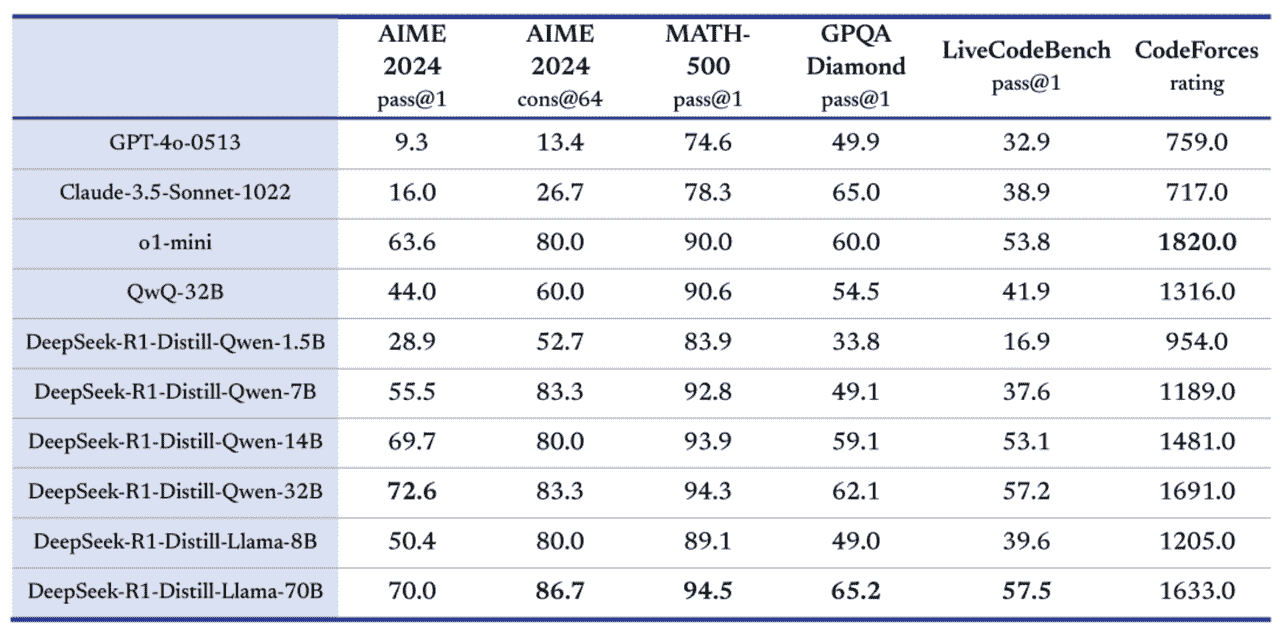 AIME 2024 pass@1 AIME 2024 cons@64 MATH-500 pass@1 GPQA Diamond pass@1 LiveCodeBench pass@1 CodeForces rating
GPT-4o-0513 9.3 13.4 74.6 49.9 32.9 759.0
Claude-3.5-Sonnet-1022 16.0 26.7 78.3 65.0 38.9 717.0
o1-mini 63.6 80.0 90.0 60.0 53.8 1820.0
QwQ-32B 44.0 60.0 90.6 54.5 41.9 1316.0
DeepSeek-R1-Distill-Qwen-1.5B 28.9 52.7 83.9 33.8 16.9 954.0
DeepSeek-R1-Distill-Qwen-7B 55.5 83.3 92.8 49.1 37.6 1189.0
DeepSeek-R1-Distill-Qwen-14B 69.7 80.0 93.9 59.1 53.1 1481.0
DeepSeek-R1-Distill-Qwen-32B 72.6 83.3 94.3 62.1 57.2 1691.0
DeepSeek-R1-Distill-Llama-8B 50.4 80.0 89.1 49.0 39.6 1205.0
DeepSeek-R1-Distill-Llama-70B 70.0 86.7 94.5 65.2 57.5 1633.0